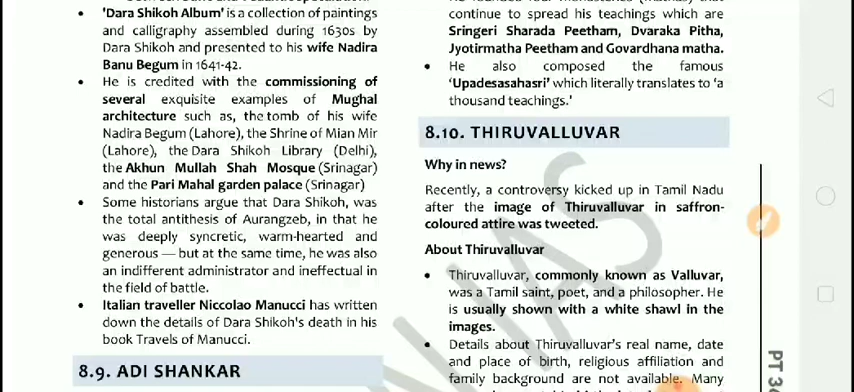 'Dara Shikoh Album' is a collection of paintings
and calligraphy assembled during 1630s by
Dara Shikoh and presented to his wife Nadira
Banu Begum in 1641-42.
He is credited with the commissioning of
several exquisite examples of Mughal
architecture such as, the tomb of his wife
Nadira Begum (Lahore), the Shrine of Mian Mir
(Lahore), the Dara Shikoh Library (Delhi),
the Akhun Mullah Shah Mosque (Srinagar)
and the Pari Mahal garden palace (Srinagar)
Some historians argue that Dara Shikoh, was
the total antithesis of Aurangzeb, in that he
was deeply syncretic, warm-hearted and
generous — but at the same time, he was also
an indifferent administrator and ineffectual in
the field of battle.
Italian traveller Niccolao Manucci has written
down the details of Dara Shikoh's death in his
book Travels of Manucci.
8.9. ADI SHANKAR
continue to spread his teachings which are
Sringeri Sharada Peetham, Dvaraka Pitha,
Jyotirmatha Peetham and Govardhana matha.
He also composed the famous
'Upadesasahasri' which literally translates to 'a
thousand teachings.'
8.10. THIRUVALLUVAR
Why in news?
Recently, a controversy kicked up in Tamil Nadu
after the image of Thiruvalluvar in saffron-
coloured attire was tweeted.
About Thiruvalluvar
Thiruvalluvar, commonly known as Valluvar,
was a Tamil saint, poet, and a philosopher. He
is usually shown with a white shawl in the
images.
Details about Thiruvalluvar's real name, date
and place of birth, religious affiliation and
family background are not available. Many
PT